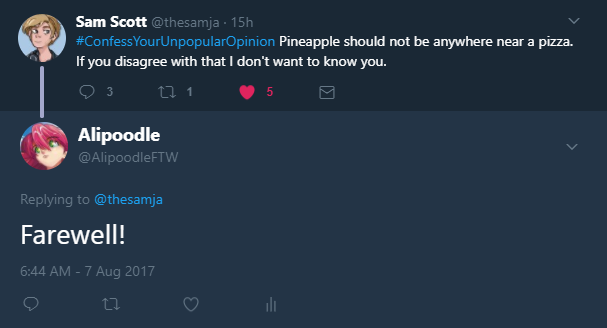 Sam Scott @thesamja · 15h
#ConfessYourUnpopularOpinion Pineapple should not be anywhere near a pizza.
If you disagree with that I don't want to know you.
3 1 5
Alipoodle
@AlipoodleFTW
Replying to @thesamja
Farewell!
6:44 AM - 7 Aug 2017